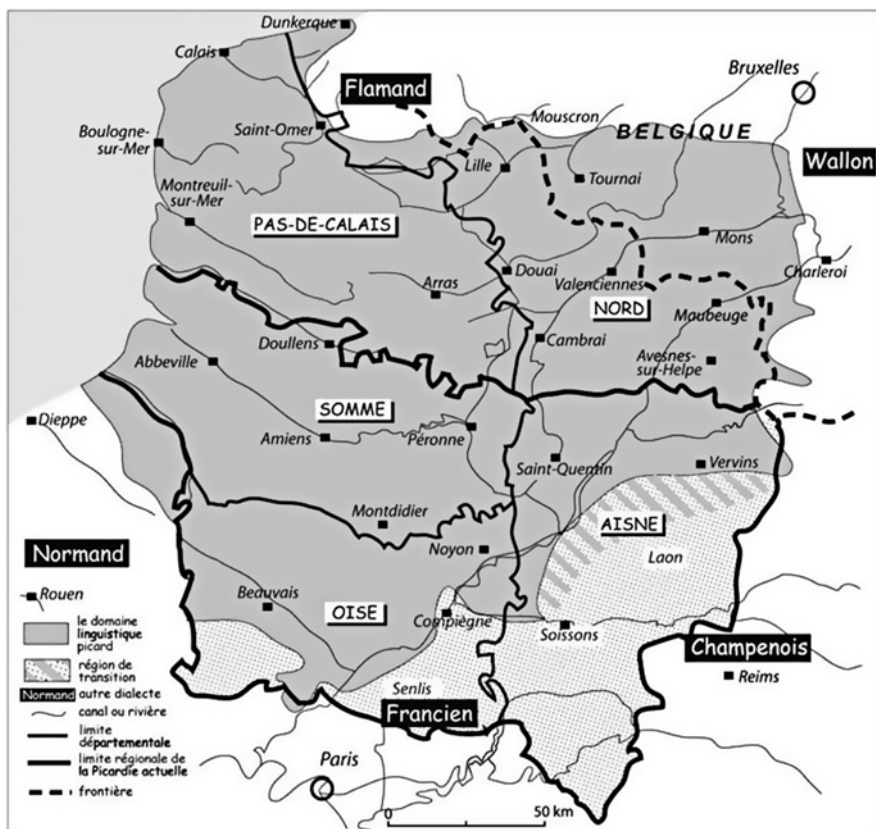 Dunkerque
Calais
Bruxelles
Flamand
Mouscron
Saint-Omer
BELGIQUE
Boulogne-
sur-Mer
Lille
Wallon
Tournai
Montreuil-
sur-Mer
PAS-DE-CALAIS
Mons
Douai
Charleroi
Valenciennes
Arras
NORD
Maubeuge
Doullens
Cambrai
Abbeville
Avesnes-
sur-Helpe
SOMME
Dieppe
Amiens
Péronne
Saint-Quentin
Vervins
Montdidier
AISNE
Normand
Noyon
Laon
Rouen
Beauvais
OISE
Compiègne
Soissons
Champenois
Reims
Senlis
Francien
Paris
le domaine
linguistique
picard
région de
transition
Normand autre dialecte
canal ou rivière
limite
départementale
limite régionale de
la Picardie actuelle
frontière
0 50 km